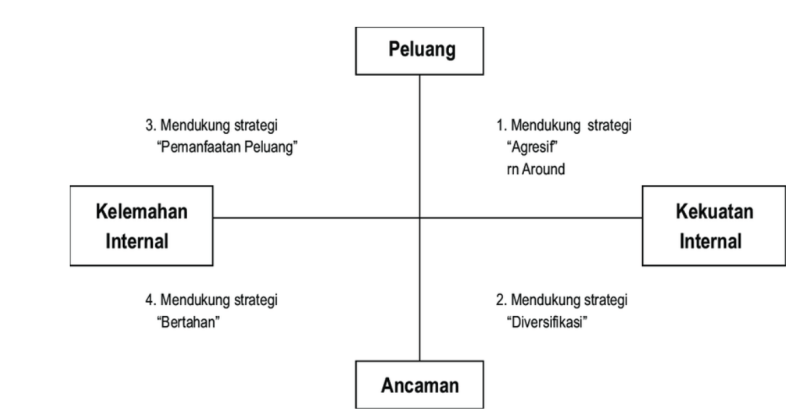 Peluang
3. Mendukung strategi
“Pemanfaatan Peluang”
1. Mendukung strategi
“Agresif”
rn Around
Kelemahan
Internal
Kekuatan
Internal
4. Mendukung strategi
“Bertahan”
2. Mendukung strategi
“Diversifikasi”
Ancaman